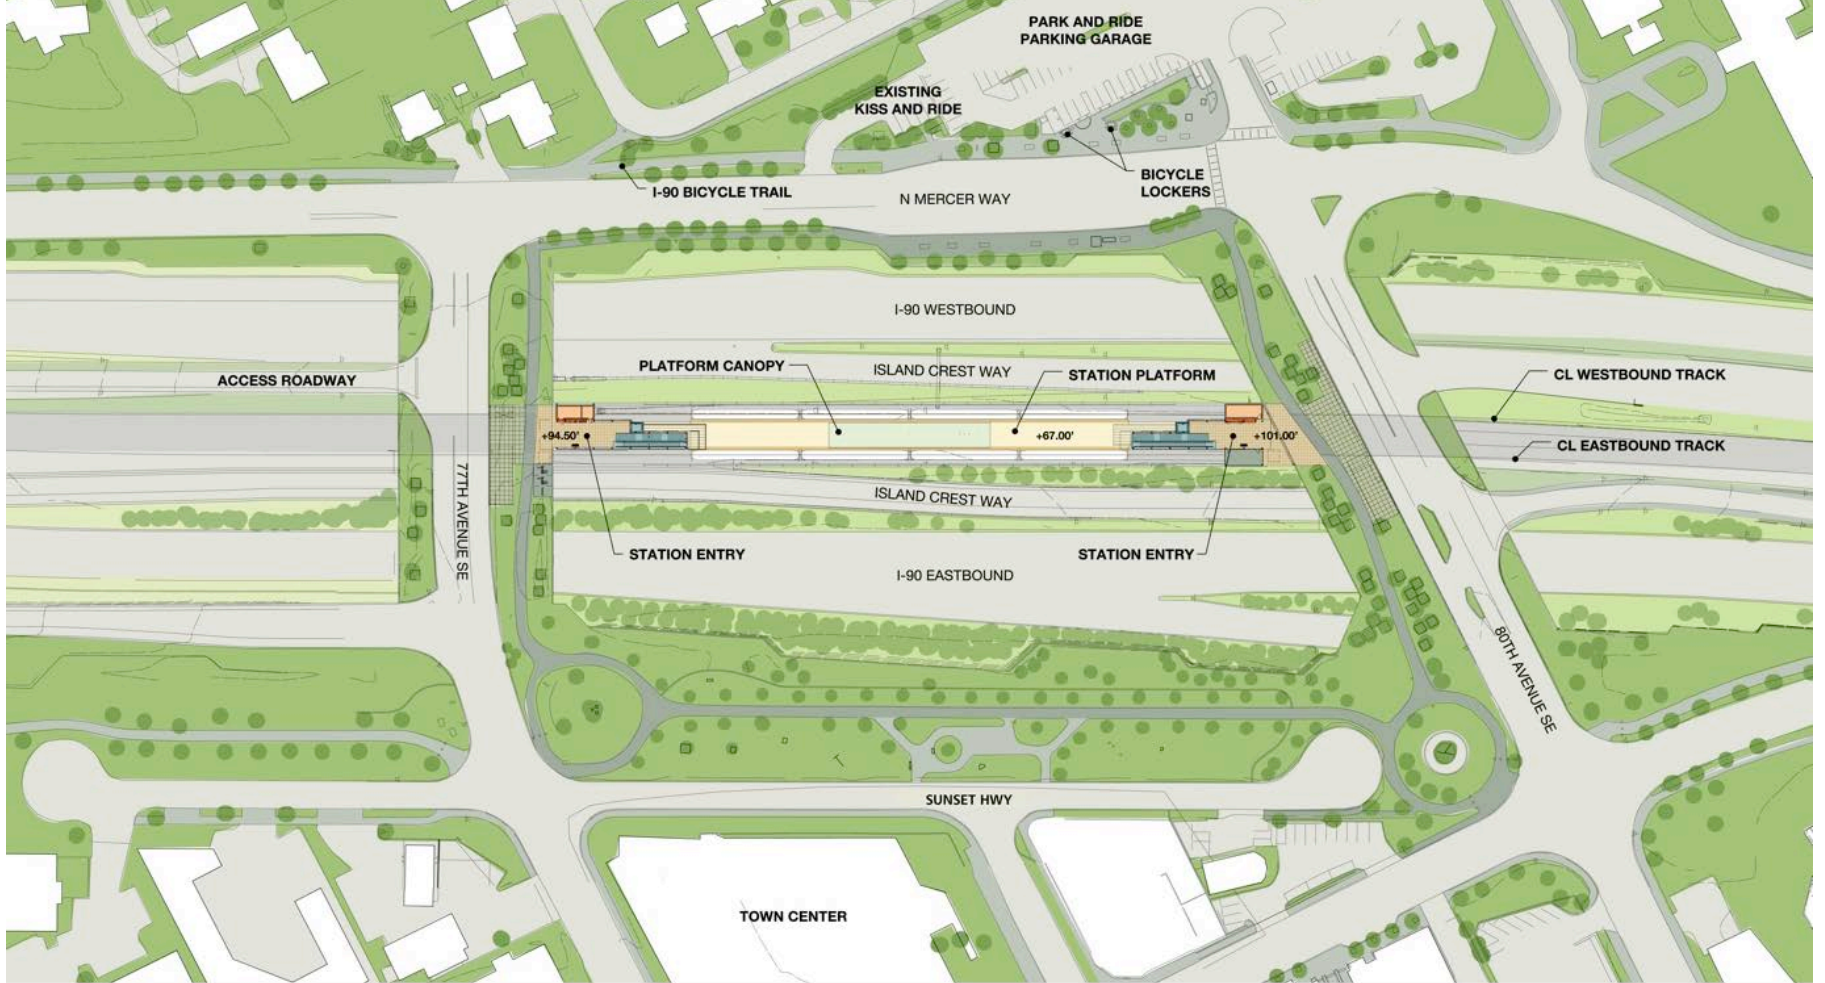 PARK AND RIDE
PARKING GARAGE
EXISTING
KISS AND RIDE
I-90 BICYCLE TRAIL
BICYCLE
LOCKERS
N MERCER WAY
I-90 WESTBOUND
PLATFORM CANOPY
ISLAND CREST WAY
STATION PLATFORM
ACCESS ROADWAY
CL WESTBOUND TRACK
+94.50'
+67.00'
+101.00'
CL EASTBOUND TRACK
77TH AVENUE SE
ISLAND CREST WAY
STATION ENTRY
STATION ENTRY
I-90 EASTBOUND
80TH AVENUE SE
SUNSET HWY
TOWN CENTER